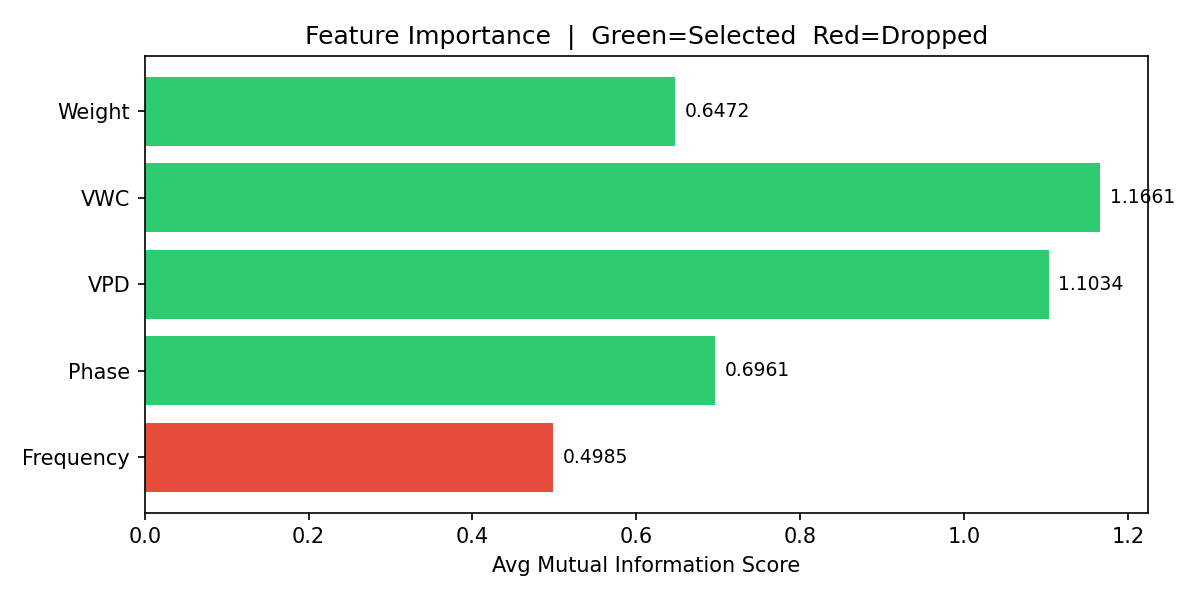 Feature Importance | Green=Selected Red=Dropped
Weight
0.6472
VWC
1.1661
VPD
1.1034
Phase
0.6961
Frequency
0.4985
0.0 0.2 0.4 0.6 0.8 1.0 1.2
Avg Mutual Information Score